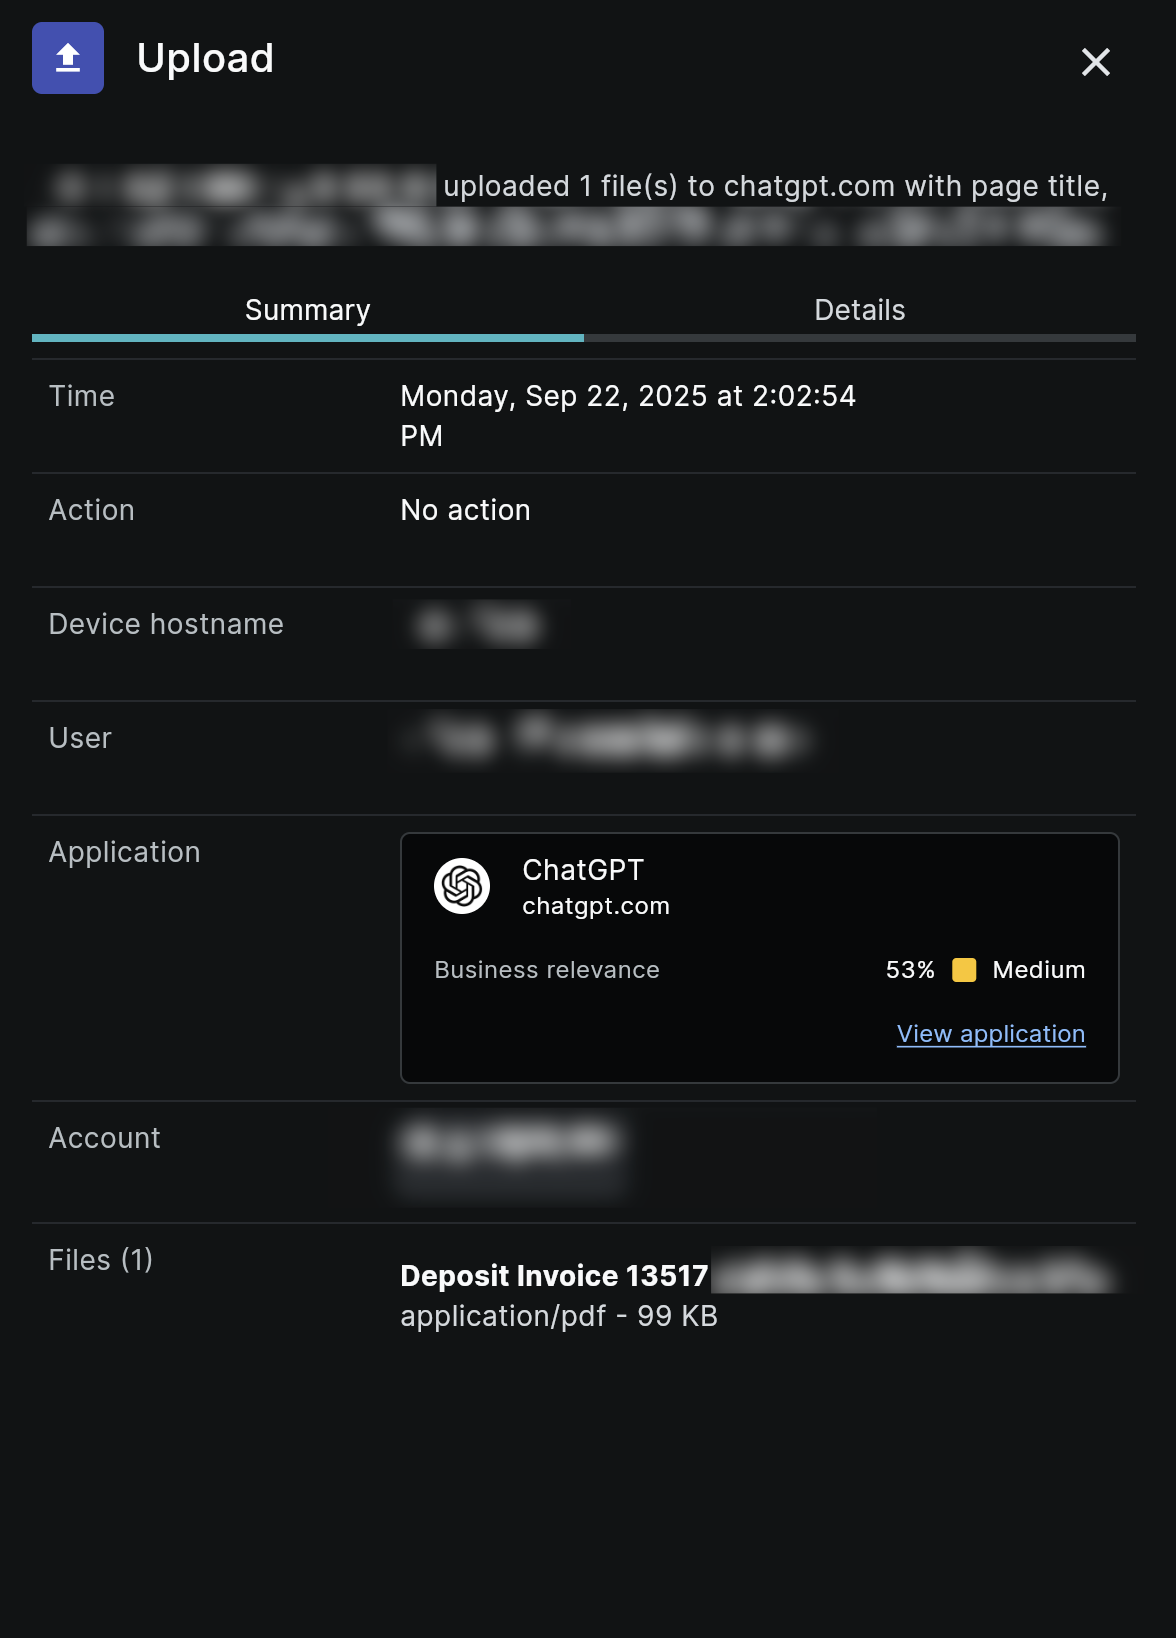 Upload
uploaded 1 file(s) to chatgpt.com with page title,
Summary
Details
Time
Monday, Sep 22, 2025 at 2:02:54
PM
Action
No action
Device hostname
User
Application
ChatGPT
chatgpt.com
Business relevance
53%
Medium
View application
Account
Files (1)
Deposit Invoice 13517
application/pdf - 99 KB